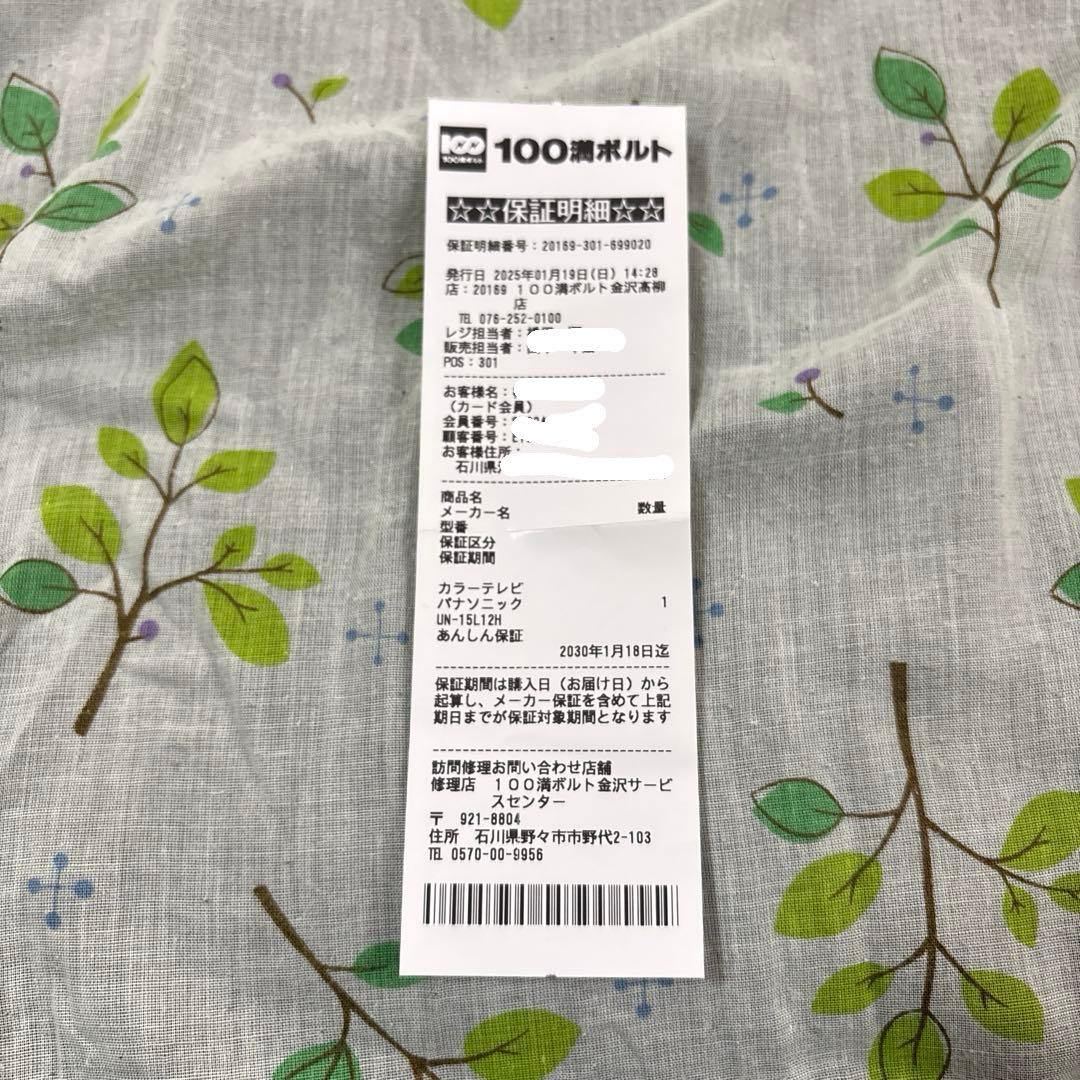 100
100満ボルト
100満ボルト
☆☆保証明細☆☆
保証明細番号：20169-301-699020
発行日 2025年01月19日(日) 14:28
店：20169 100満ボルト金沢高柳
店
TEL 076-252-0100
レジ担当者：
販売担当者：
POS：301
お客様名：
（カード会員）
会員番号：
顧客番号：
お客様住所：
石川県
商品名
メーカー名 数量
型番
保証区分
保証期間
カラーテレビ
パナソニック 1
UN-15L12H
あんしん保証
2030年1月18日迄
保証期間は購入日（お届け日）から
起算し、メーカー保証を含めて上記
期日までが保証対象期間となります
訪問修理お問い合わせ店舗
修理店 100満ボルト金沢サービ
スセンター
〒 921-8804
住所 石川県野々市市野代2-103
TEL 0570-00-9956